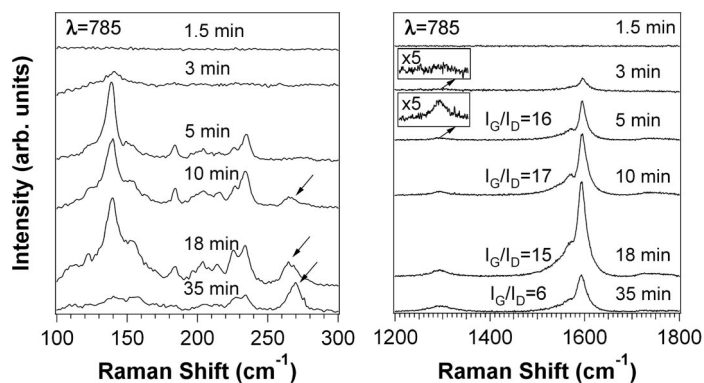 λ=785
1.5 min
3 min
5 min
10 min
18 min
35 min
100 150 200 250 300
Raman Shift (cm⁻¹)
Intensity (arb. units)
λ=785
1.5 min
x5
3 min
x5
I_G/I_D=16 5 min
I_G/I_D=17 10 min
I_G/I_D=15 18 min
I_G/I_D=6 35 min
1200 1400 1600 1800
Raman Shift (cm⁻¹)